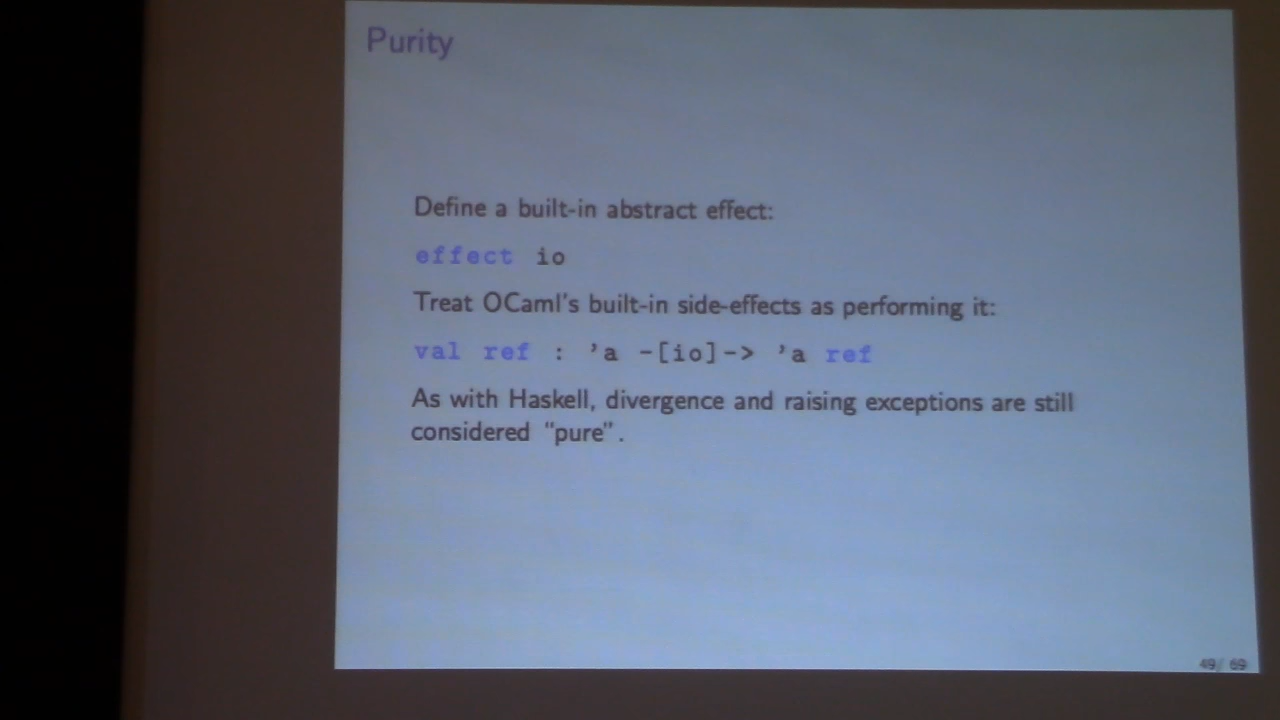 Purity
Define a built-in abstract effect:
effect io
Treat OCaml's built-in side-effects as performing it:
val ref : 'a -[io]-> 'a ref
As with Haskell, divergence and raising exceptions are still
considered "pure".
49/ 69